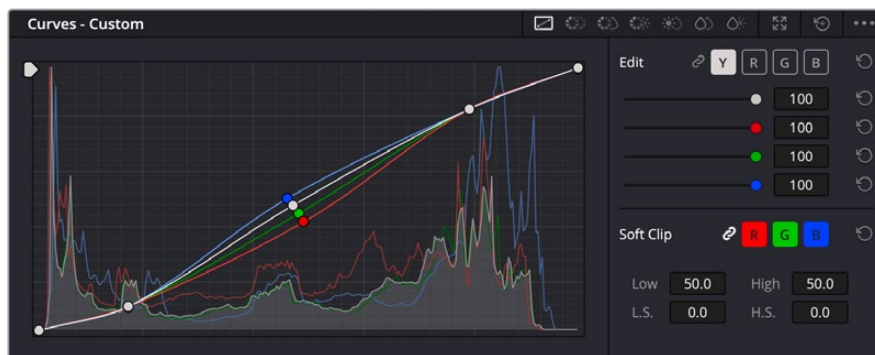 Curves - Custom
Edit Y R G B
100
100
100
100
Soft Clip R G B
Low 50.0 High 50.0
L.S. 0.0 H.S. 0.0